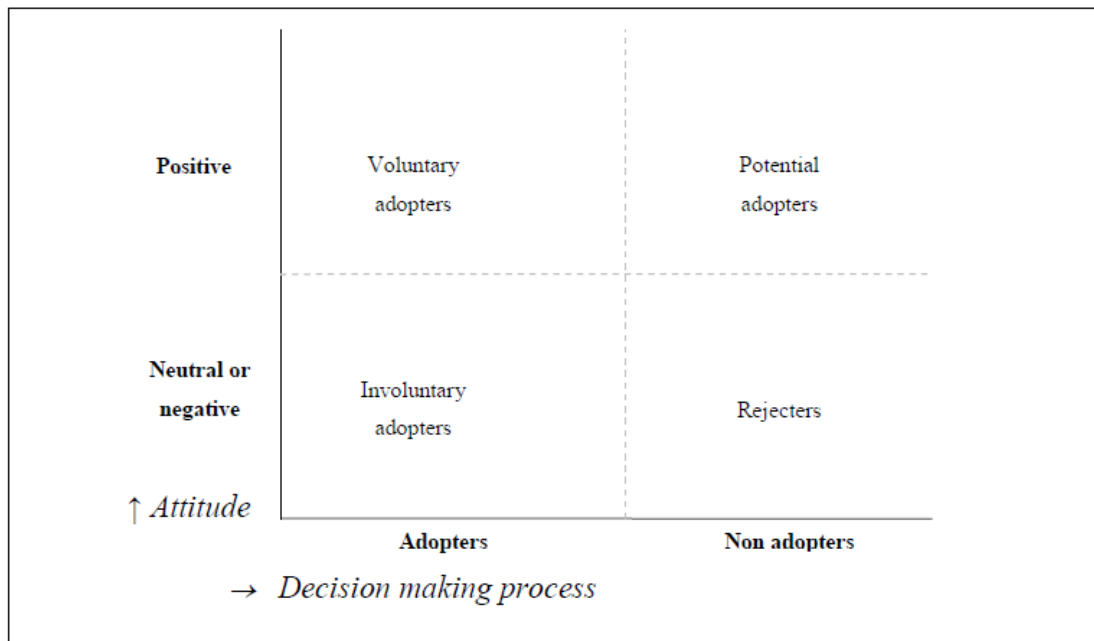 Positive
Voluntary
adopters
Potential
adopters
Neutral or
negative
Involuntary
adopters
Rejecters
↑ Attitude
Adopters
Non adopters
→ Decision making process